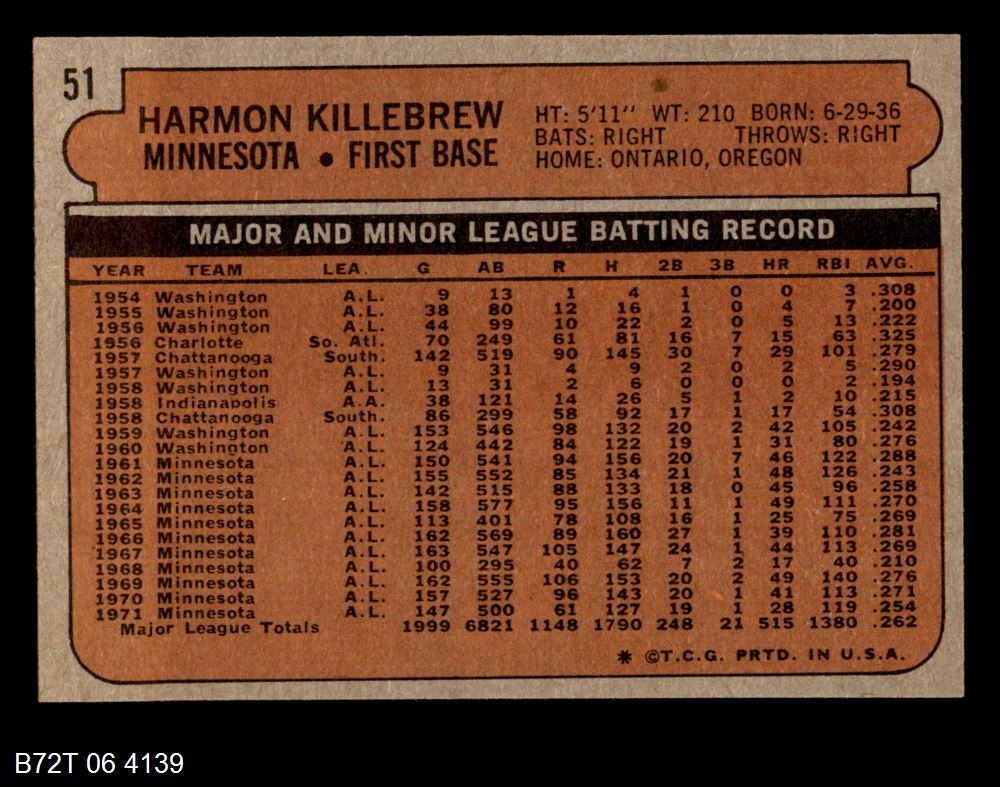 51
HARMON KILLEBREW
MINNESOTA • FIRST BASE
HT: 5'11" WT: 210 BORN: 6-29-36
BATS: RIGHT THROWS: RIGHT
HOME: ONTARIO, OREGON
MAJOR AND MINOR LEAGUE BATTING RECORD
YEAR TEAM LEA. G AB R H 2B 3B HR RBI AVG.
1954 Washington A.L. 9 13 1 4 1 0 0 3 .308
1955 Washington A.L. 38 80 12 16 1 0 4 7 .200
1956 Washington A.L. 44 99 10 22 2 0 5 13 .222
1956 Charlotte So. Atl. 70 249 61 81 16 7 15 63 .325
1957 Chattanooga South. 142 519 90 145 30 7 29 101 .279
1957 Washington A.L. 9 31 4 9 2 0 2 5 .290
1958 Washington A.L. 13 31 2 6 0 0 0 2 .194
1958 Indianapolis A.A. 38 121 14 26 5 1 2 10 .215
1958 Chattanooga South. 86 299 58 92 17 1 17 54 .308
1959 Washington A.L. 153 546 98 132 20 2 42 105 .242
1960 Washington A.L. 124 442 84 122 19 1 31 80 .276
1961 Minnesota A.L. 150 541 94 156 20 7 46 122 .288
1962 Minnesota A.L. 155 552 85 134 21 1 48 126 .243
1963 Minnesota A.L. 142 515 88 133 18 0 45 96 .258
1964 Minnesota A.L. 158 577 95 156 11 1 49 111 .270
1965 Minnesota A.L. 113 401 78 108 16 1 25 75 .269
1966 Minnesota A.L. 162 569 89 160 27 1 39 110 .281
1967 Minnesota A.L. 163 547 105 147 24 1 44 113 .269
1968 Minnesota A.L. 100 295 40 62 7 2 17 40 .210
1969 Minnesota A.L. 162 555 106 153 20 2 49 140 .276
1970 Minnesota A.L. 157 527 96 143 20 1 41 113 .271
1971 Minnesota A.L. 147 500 61 127 19 1 28 119 .254
Major League Totals 1999 6821 1148 1790 248 21 515 1380 .262
* ©T.C.G. PRTD. IN U.S.A.
B72T 06 4139